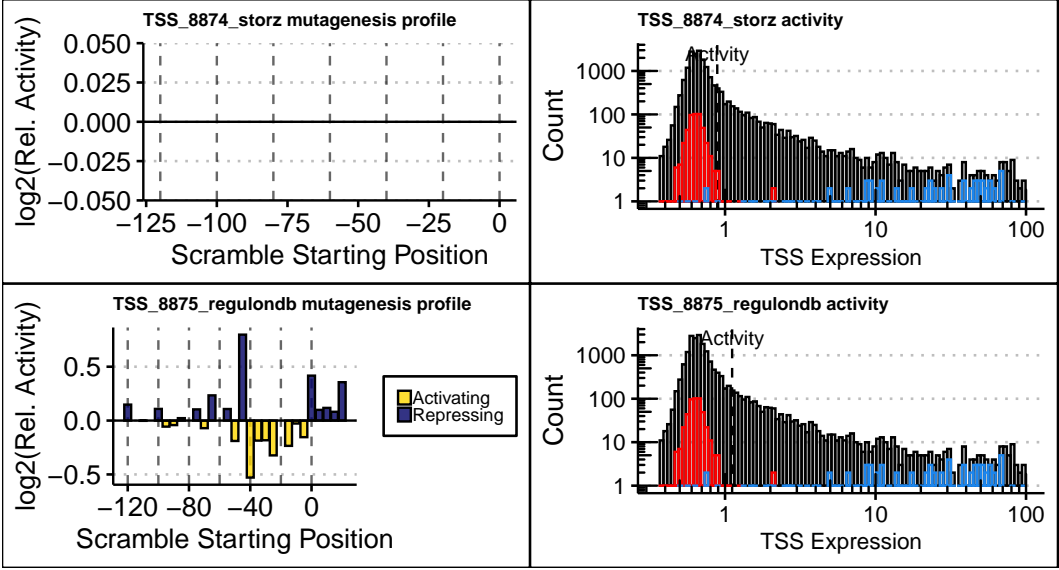 TSS_8874_storz mutagenesis profile
log2(Rel. Activity)
0.050
0.025
0.000
−0.025
−0.050
−125 −100 −75 −50 −25 0
Scramble Starting Position
TSS_8874_storz activity
Activity
Count
1000
100
10
1
1 10 100
TSS Expression
TSS_8875_regulondb mutagenesis profile
log2(Rel. Activity)
0.5
0.0
−0.5
−120 −80 −40 0
Scramble Starting Position
Activating
Repressing
TSS_8875_regulondb activity
Activity
Count
1000
100
10
1
1 10 100
TSS Expression